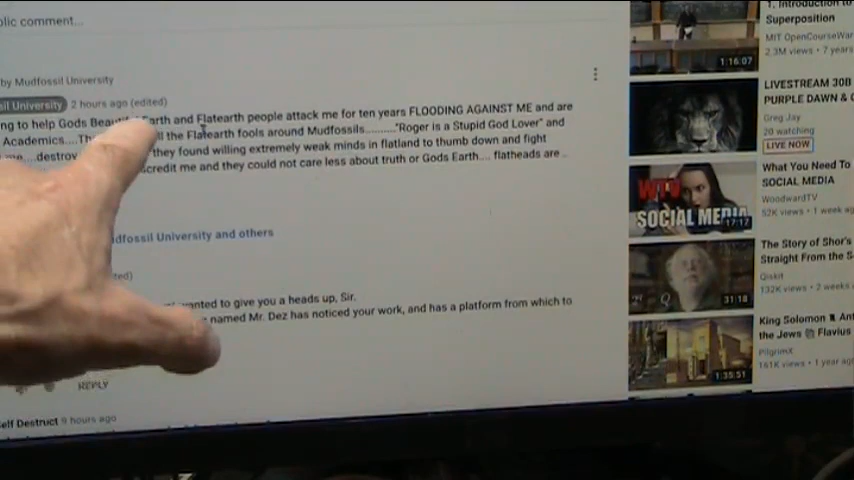 olic comment...
by Mudfossil University
sil University 2 hours ago (edited)
ng to help Gods Earth and Flatearth people attack me for ten years FLOODING AGAINST ME and are
Academics.... the Flatearth fools around Mudfossils..........."Roger is a Stupid God Lover" and
me....destroy they found willing extremely weak minds in flatland to thumb down and fight
scredit me and they could not care less about truth or Gods Earth.... flatheads are
dfossil University and others
ted)
anted to give you a heads up, Sir.
named Mr. Dez has noticed your work, and has a platform from which to
REPLY
elf Destruct 9 hours ago
1. Introduction to
Superposition
MIT OpenCourseWar
2.3M views • 7 years
1:16:07
LIVESTREAM 30B
PURPLE DAWN & C
Greg Jay
20 watching
LIVE NOW
WTV
SOCIAL MEDIA
17:17
What You Need To
SOCIAL MEDIA
WoodwardTV
52K views • 1 week ag
31:18
The Story of Shor's
Straight From the S
Qiskit
132K views • 2 weeks
1:35:51
King Solomon Ant
the Jews Flavius
PilgrimX
161K views • 1 year ag